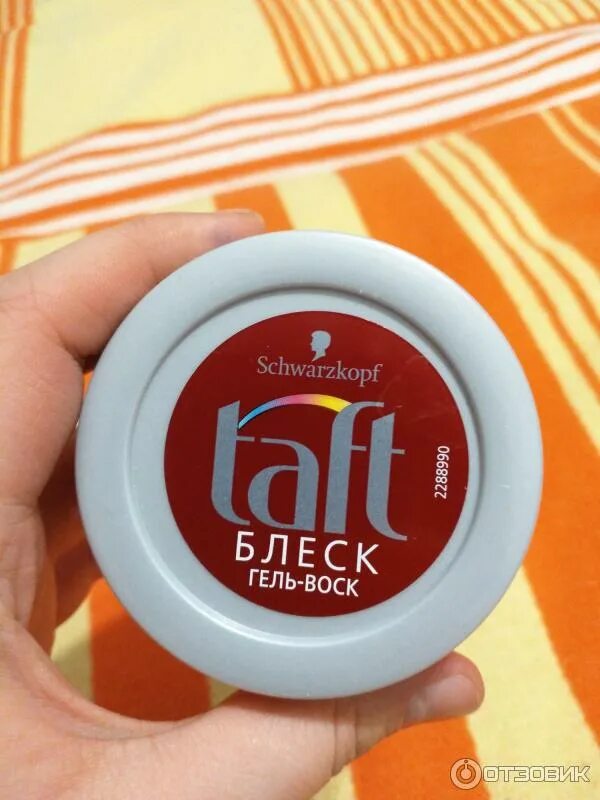 Schwarzkopf
taft
БЛЕСК
ГЕЛЬ-ВОСК
2288990
ОТЗОВИК